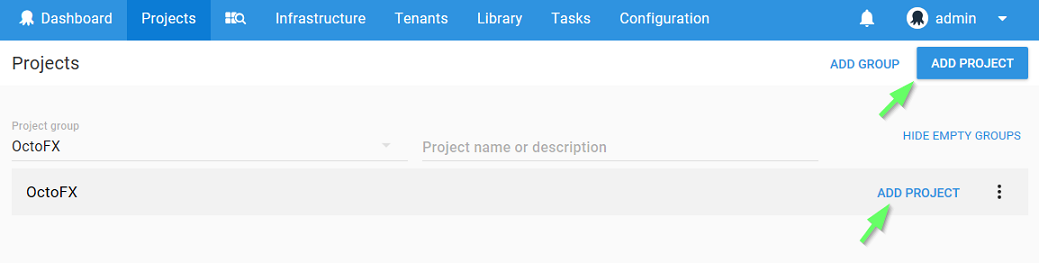 Dashboard Projects Infrastructure Tenants Library Tasks Configuration admin
Projects ADD GROUP ADD PROJECT
Project group
OctoFX Project name or description HIDE EMPTY GROUPS
OctoFX ADD PROJECT